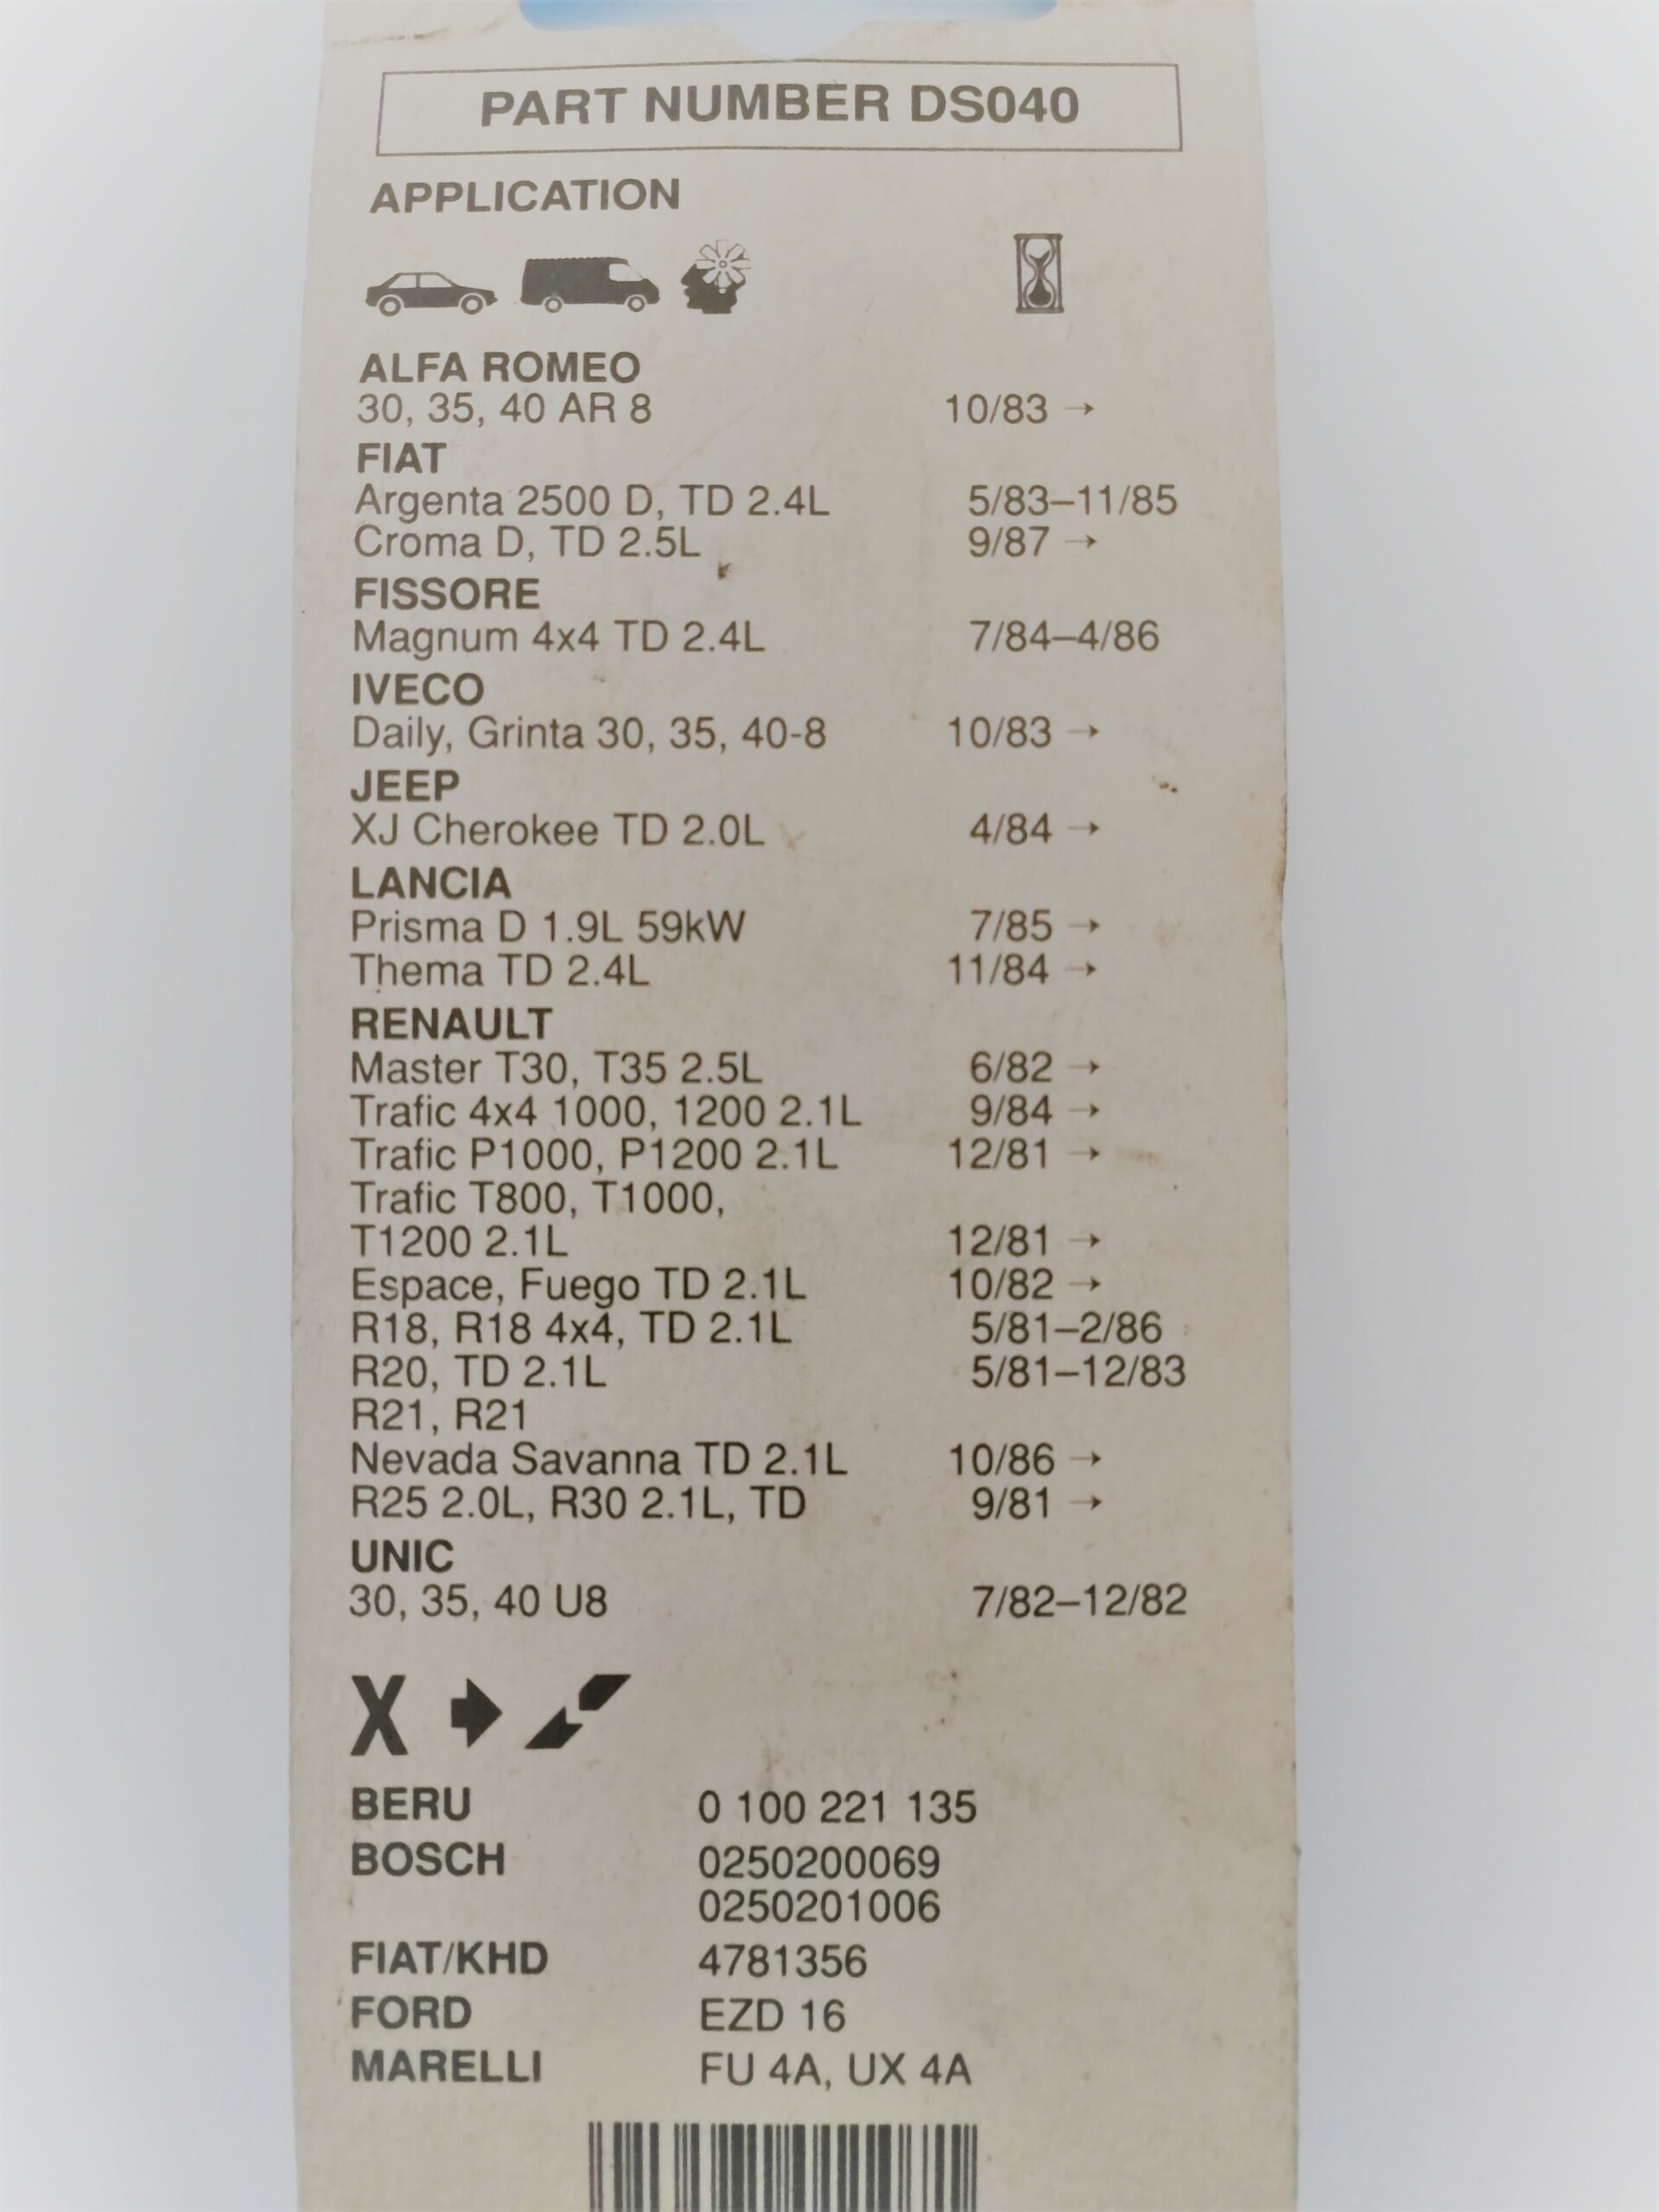 PART NUMBER DS040
APPLICATION
ALFA ROMEO
30, 35, 40 AR 8 10/83 →
FIAT
Argenta 2500 D, TD 2.4L 5/83–11/85
Croma D, TD 2.5L 9/87 →
FISSORE
Magnum 4x4 TD 2.4L 7/84–4/86
IVECO
Daily, Grinta 30, 35, 40-8 10/83 →
JEEP
XJ Cherokee TD 2.0L 4/84 →
LANCIA
Prisma D 1.9L 59kW 7/85 →
Thema TD 2.4L 11/84 →
RENAULT
Master T30, T35 2.5L 6/82 →
Trafic 4x4 1000, 1200 2.1L 9/84 →
Trafic P1000, P1200 2.1L 12/81 →
Trafic T800, T1000,
T1200 2.1L 12/81 →
Espace, Fuego TD 2.1L 10/82 →
R18, R18 4x4, TD 2.1L 5/81–2/86
R20, TD 2.1L 5/81–12/83
R21, R21
Nevada Savanna TD 2.1L 10/86 →
R25 2.0L, R30 2.1L, TD 9/81 →
UNIC
30, 35, 40 U8 7/82–12/82
X
BERU 0 100 221 135
BOSCH 0250200069
0250201006
FIAT/KHD 4781356
FORD EZD 16
MARELLI FU 4A, UX 4A